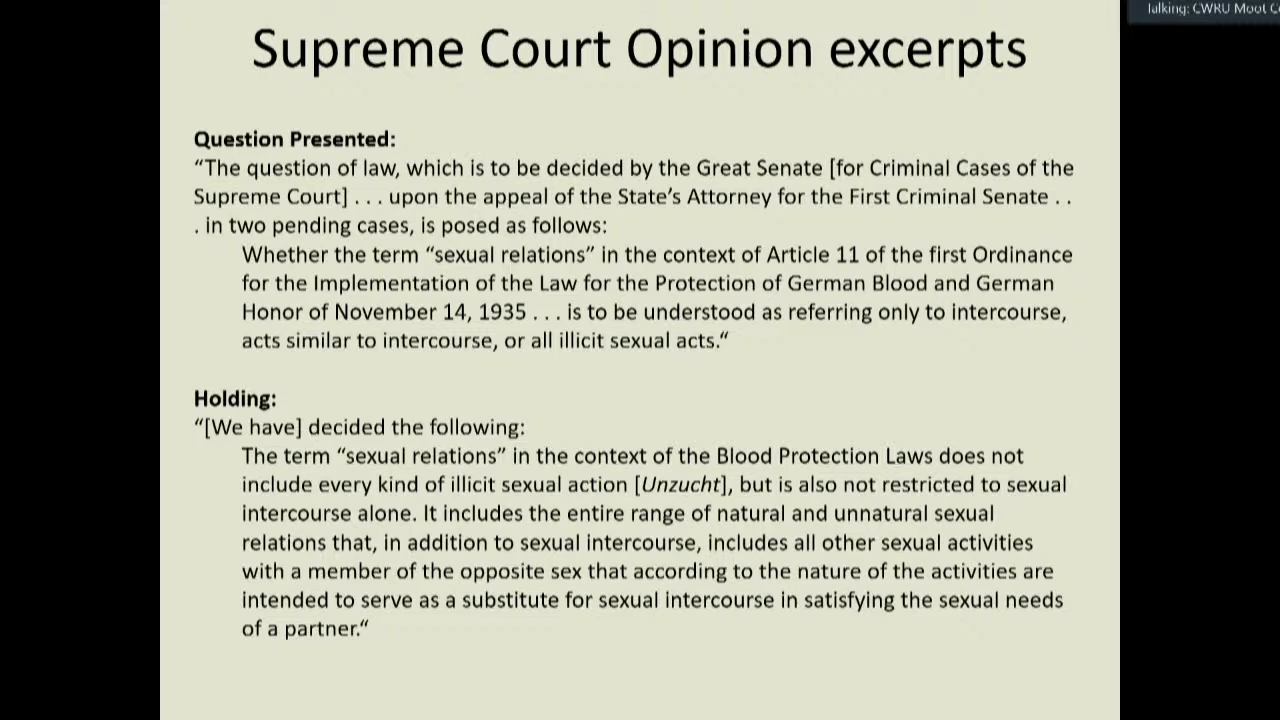 Talking: CWRU Moot
Supreme Court Opinion excerpts
Question Presented:
“The question of law, which is to be decided by the Great Senate [for Criminal Cases of the
Supreme Court] . . . upon the appeal of the State’s Attorney for the First Criminal Senate . .
. in two pending cases, is posed as follows:
Whether the term “sexual relations” in the context of Article 11 of the first Ordinance
for the Implementation of the Law for the Protection of German Blood and German
Honor of November 14, 1935 . . . is to be understood as referring only to intercourse,
acts similar to intercourse, or all illicit sexual acts.“
Holding:
“[We have] decided the following:
The term “sexual relations” in the context of the Blood Protection Laws does not
include every kind of illicit sexual action [Unzucht], but is also not restricted to sexual
intercourse alone. It includes the entire range of natural and unnatural sexual
relations that, in addition to sexual intercourse, includes all other sexual activities
with a member of the opposite sex that according to the nature of the activities are
intended to serve as a substitute for sexual intercourse in satisfying the sexual needs
of a partner.“